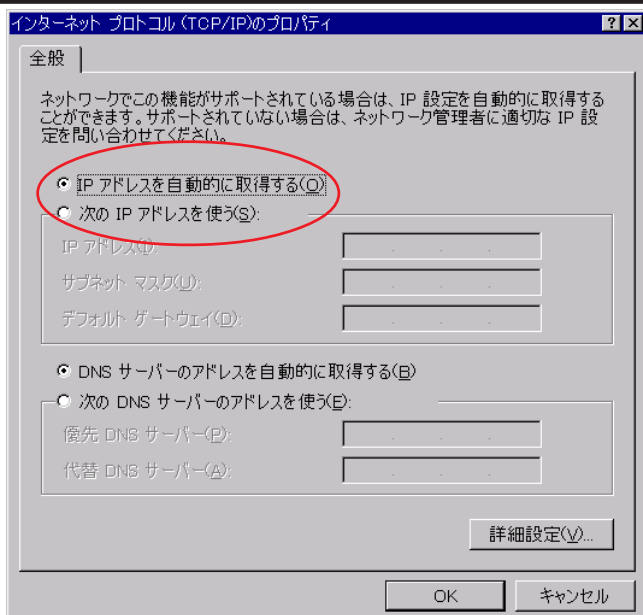 インターネット プロトコル (TCP/IP)のプロパティ
全般
ネットワークでこの機能がサポートされている場合は、IP 設定を自動的に取得する
ことができます。サポートされていない場合は、ネットワーク管理者に適切な IP 設
定を問い合わせてください。
IP アドレスを自動的に取得する(O)
次の IP アドレスを使う(S):
IP アドレス(I):
サブネット マスク(U):
デフォルト ゲートウェイ(D):
DNS サーバーのアドレスを自動的に取得する(B)
次の DNS サーバーのアドレスを使う(E):
優先 DNS サーバー(P):
代替 DNS サーバー(A):
詳細設定(V)...
OK
キャンセル